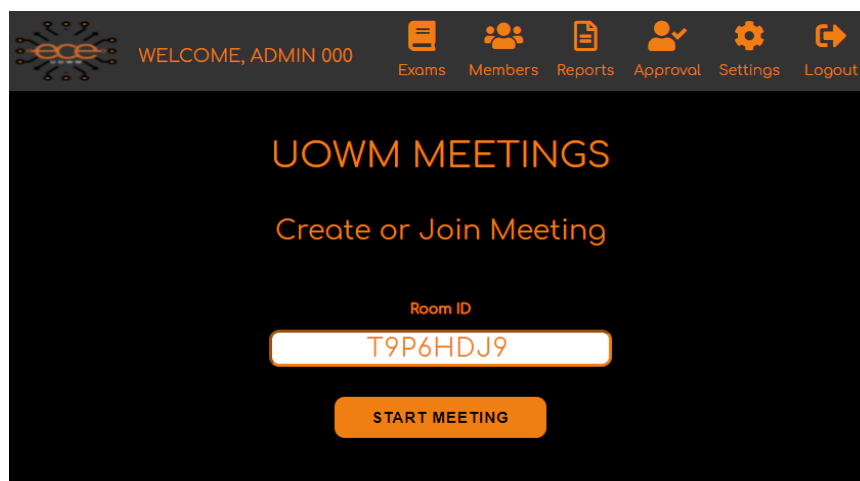 ece
UOWM
WELCOME, ADMIN 000
Exams Members Reports Approval Settings Logout
UOWM MEETINGS
Create or Join Meeting
Room ID
T9P6HDJ9
START MEETING